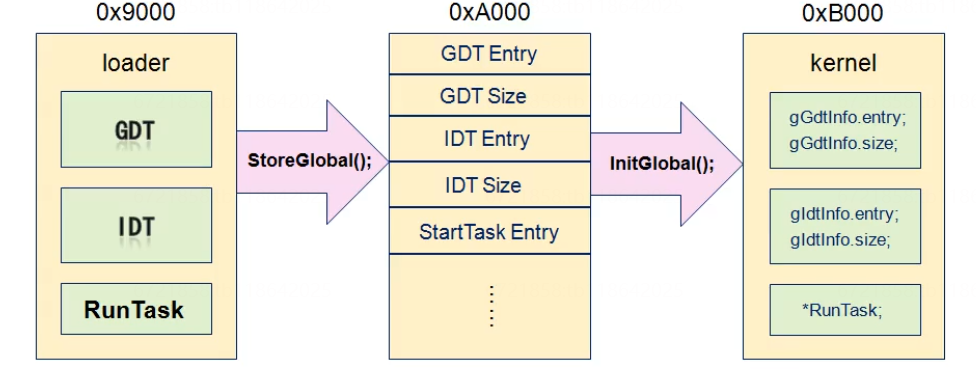 0x9000
0xA000
0xB000
loader
GDT
IDT
RunTask
StoreGlobal();
GDT Entry
GDT Size
IDT Entry
IDT Size
StartTask Entry
InitGlobal();
kernel
gGdtInfo.entry;
gGdtInfo.size;
gIdtInfo.entry;
gIdtInfo.size;
*RunTask;